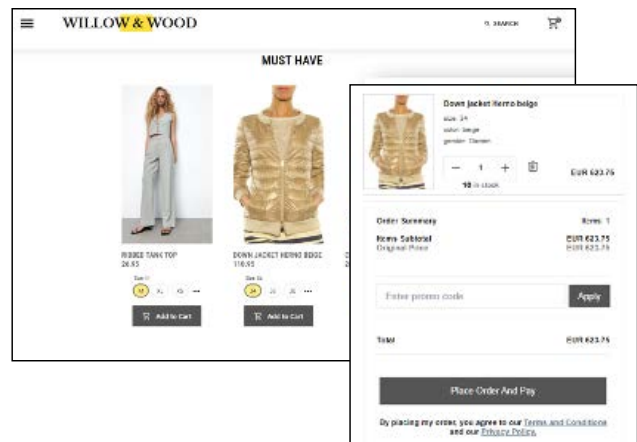 WILLOW & WOOD
SEARCH
MUST HAVE
RIBBED TANK TOP
26.95
DOWN JACKET HERNO BEIGE
Add to Cart
Add to Cart
Down jacket Herno beige
size: 34
color: beige
gender: Damen
— 1 +
EUR 623.75
10 in stock
Order Summary
Items: 1
Items Subtotal
EUR 623.75
Original Price
EUR 623.75
Enter promo code
Apply
Total
EUR 623.75
Place Order And Pay
By placing my order, you agree to our Terms and Conditions
and our Privacy Policy.